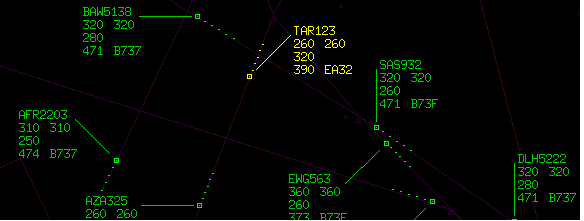 BAW5138
320 320
280
471 B737
TAR123
260 260
320
390 EA32
SAS932
320 320
260
471 B73F
AFR2203
310 310
250
474 B737
DLH5222
320 320
280
471 B737
EWG563
360 360
260
373 B73F
AZA325
260 260